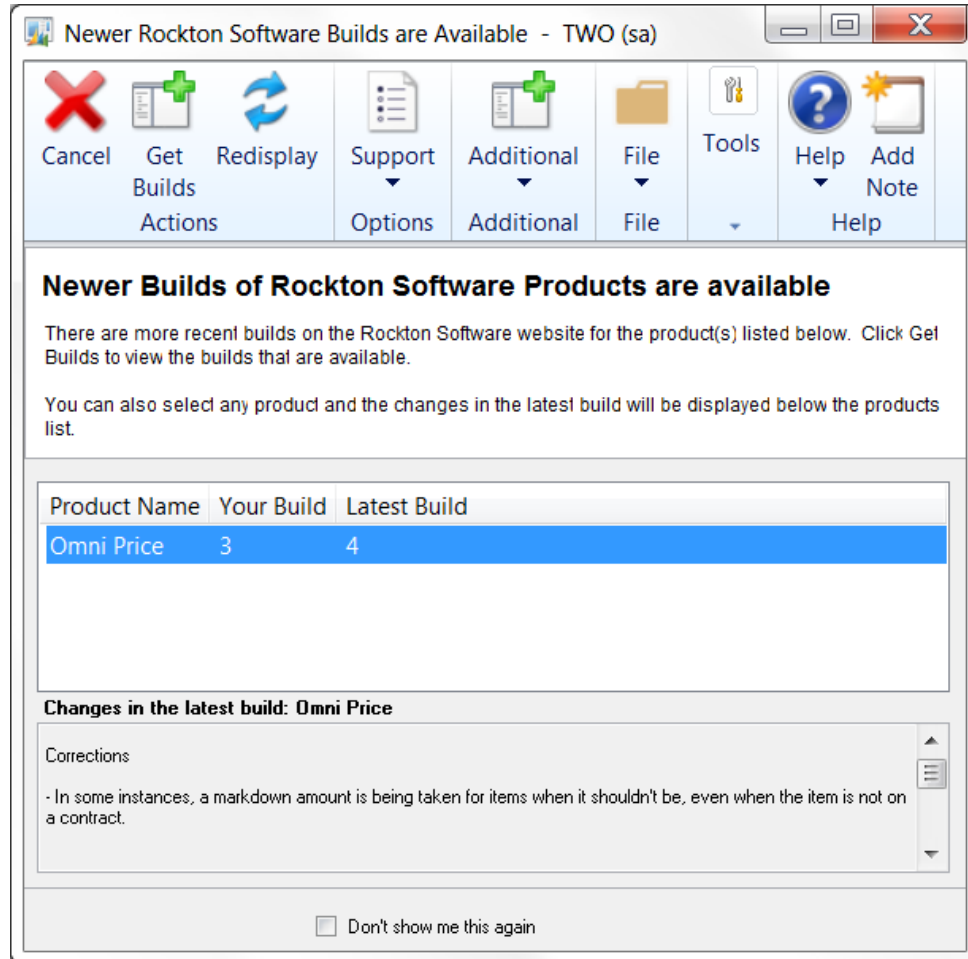 Newer Rockton Software Builds are Available - TWO (sa)
Cancel
Get
Builds
Redisplay
Actions
Support
Options
Additional
Additional
File
File
Tools
Help
Add
Note
Help
Newer Builds of Rockton Software Products are available
There are more recent builds on the Rockton Software website for the product(s) listed below. Click Get
Builds to view the builds that are available.
You can also select any product and the changes in the latest build will be displayed below the products
list.
Product Name Your Build Latest Build
Omni Price 3 4
Changes in the latest build: Omni Price
Corrections
- In some instances, a markdown amount is being taken for items when it shouldn't be, even when the item is not on
a contract.
Don't show me this again